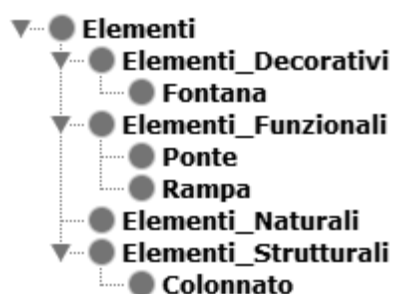 Elementi
Elementi_Decorativi
Fontana
Elementi_Funzionali
Ponte
Rampa
Elementi_Naturali
Elementi_Strutturali
Colonnato